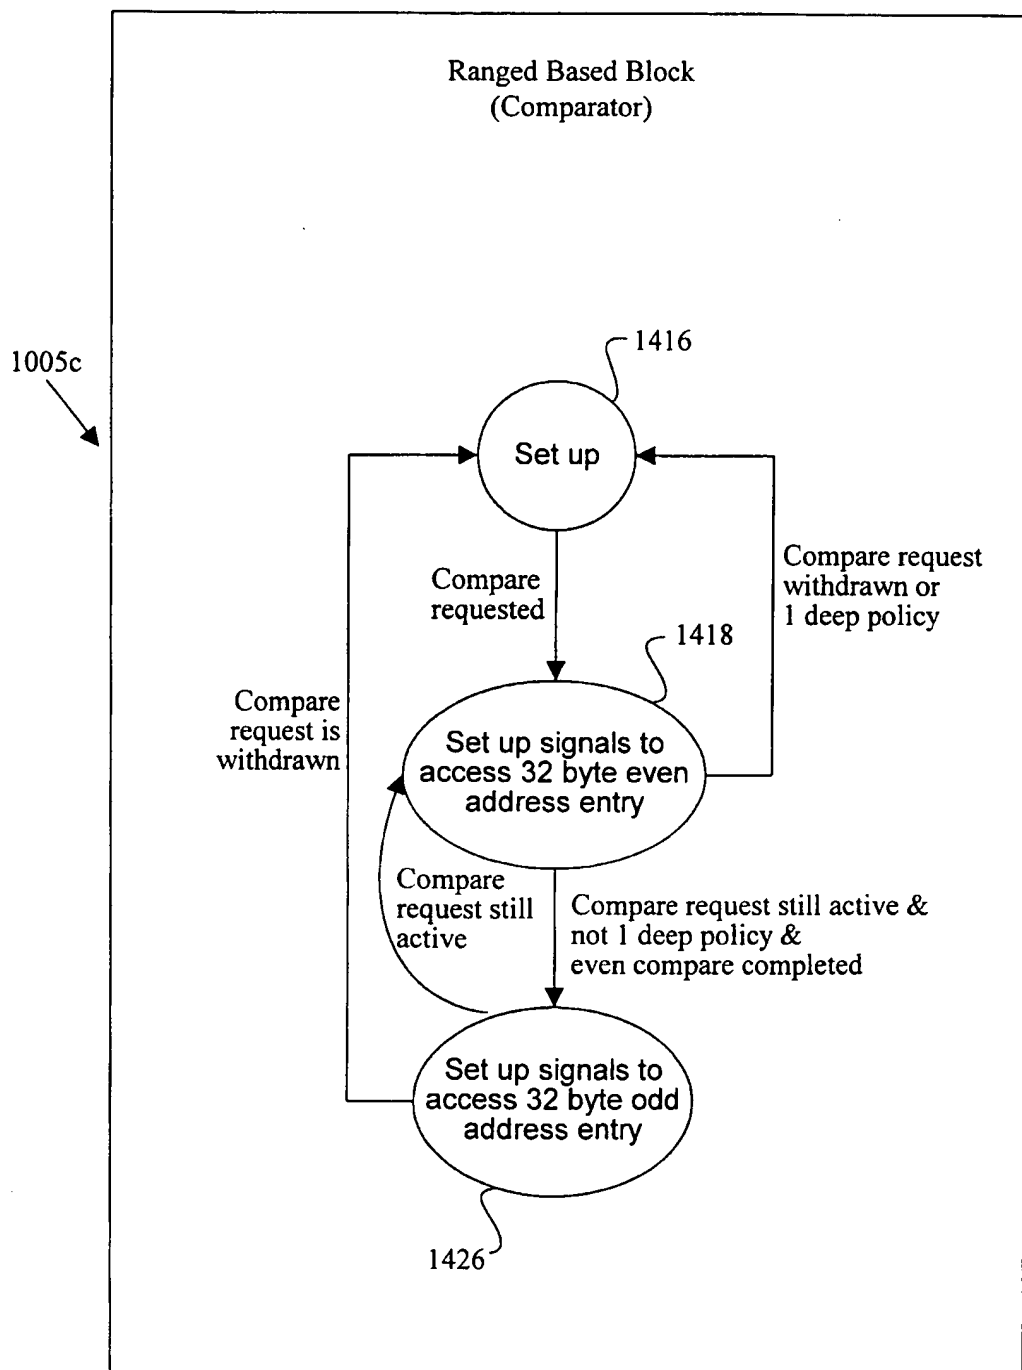 Ranged Based Block
(Comparator)
1416
1005c
Set up
Compare request
withdrawn or
1 deep policy
Compare
requested
1418
Compare
request is
withdrawn
Set up signals to
access 32 byte even
address entry
Compare
request still
active
Compare request still active &
not 1 deep policy &
even compare completed
Set up signals to
access 32 byte odd
address entry
1426